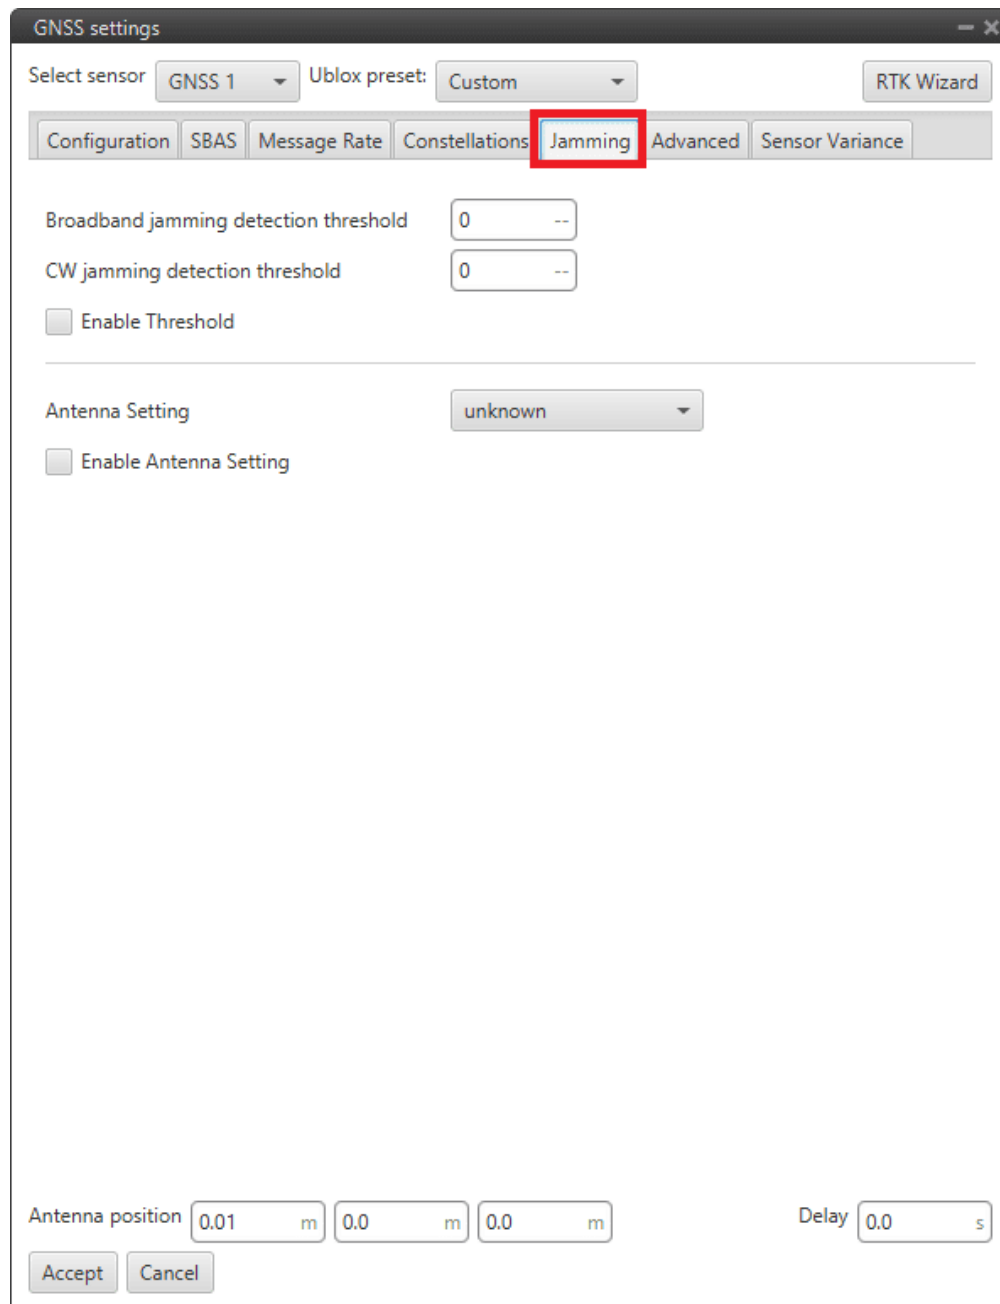 GNSS settings
Select sensor GNSS 1 Ublox preset: Custom RTK Wizard
Configuration SBAS Message Rate Constellations Jamming Advanced Sensor Variance
Broadband jamming detection threshold 0 --
CW jamming detection threshold 0 --
Enable Threshold
Antenna Setting unknown
Enable Antenna Setting
Antenna position 0.01 m 0.0 m 0.0 m Delay 0.0 s
Accept Cancel